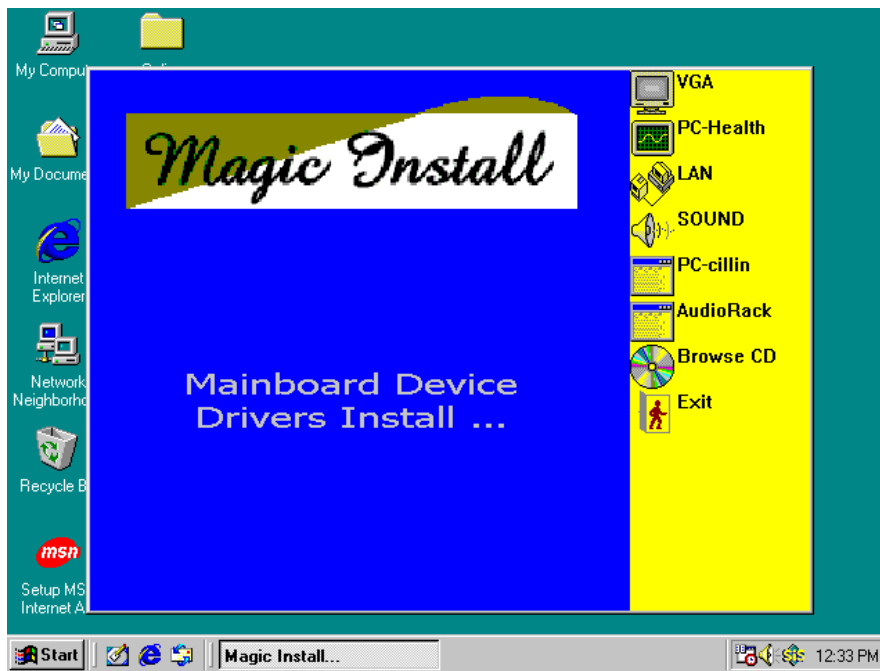 My Compu
My Docume
Internet
Explorer
Network
Neighborho
Recycle B
msn
Setup MS
Internet A
Magic Install
Mainboard Device
Drivers Install ...
VGA
PC-Health
LAN
SOUND
PC-cillin
AudioRack
Browse CD
Exit
Start
Magic Install...
12:33 PM